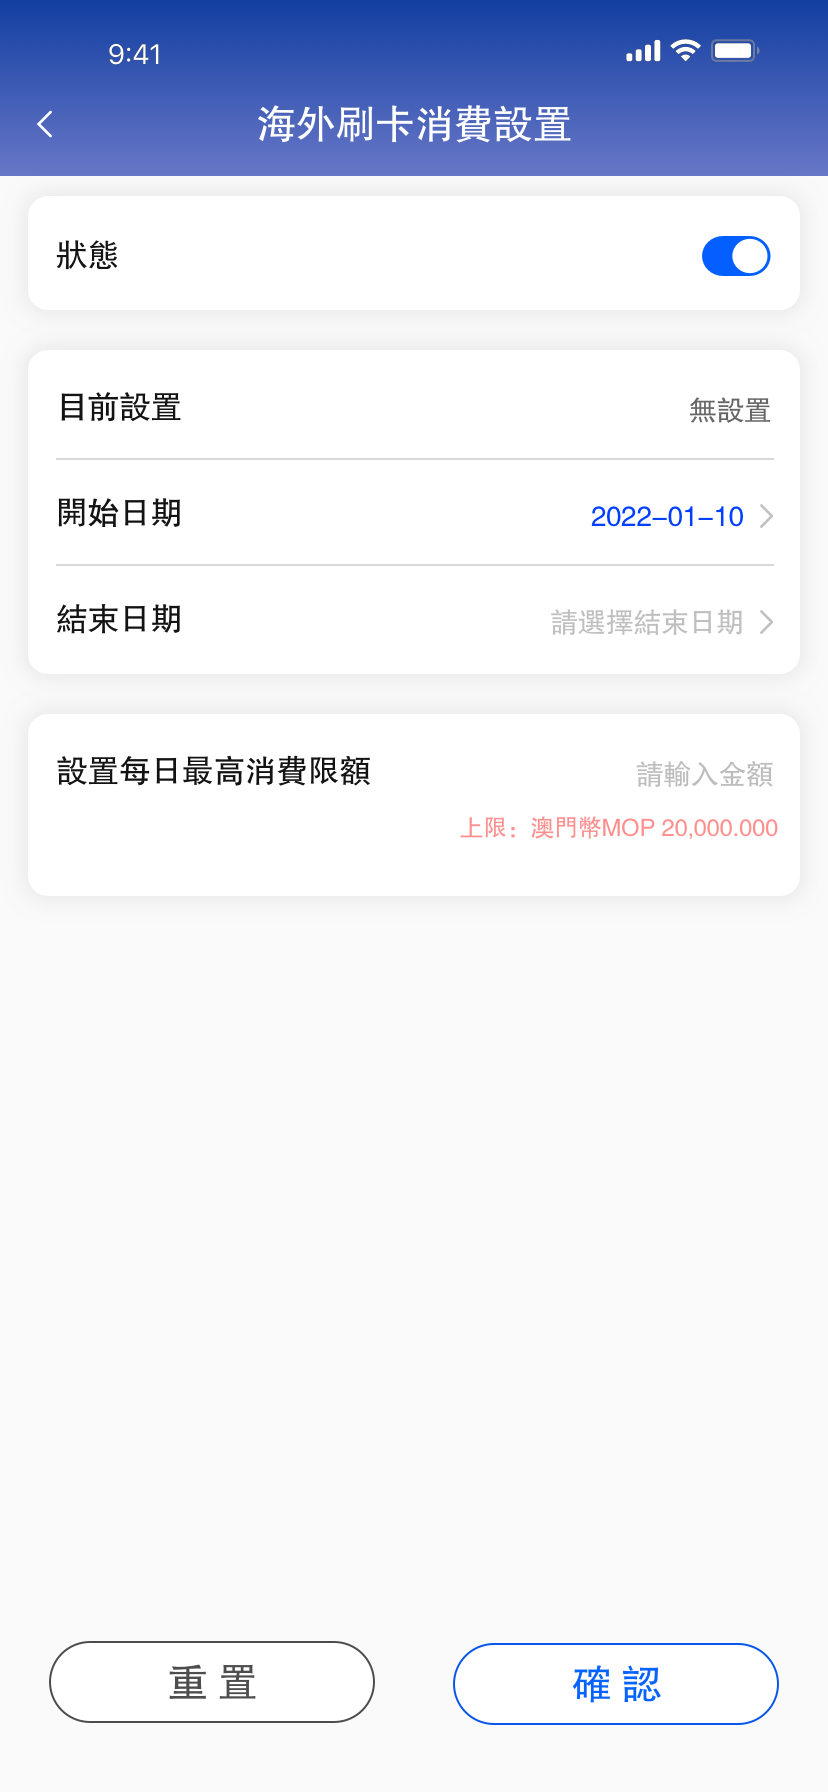 9:41
海外刷卡消費設置
狀態
目前設置 無設置
開始日期 2022-01-10
結束日期 請選擇結束日期
設置每日最高消費限額 請輸入金額
上限：澳門幣MOP 20,000.000
重置 確認